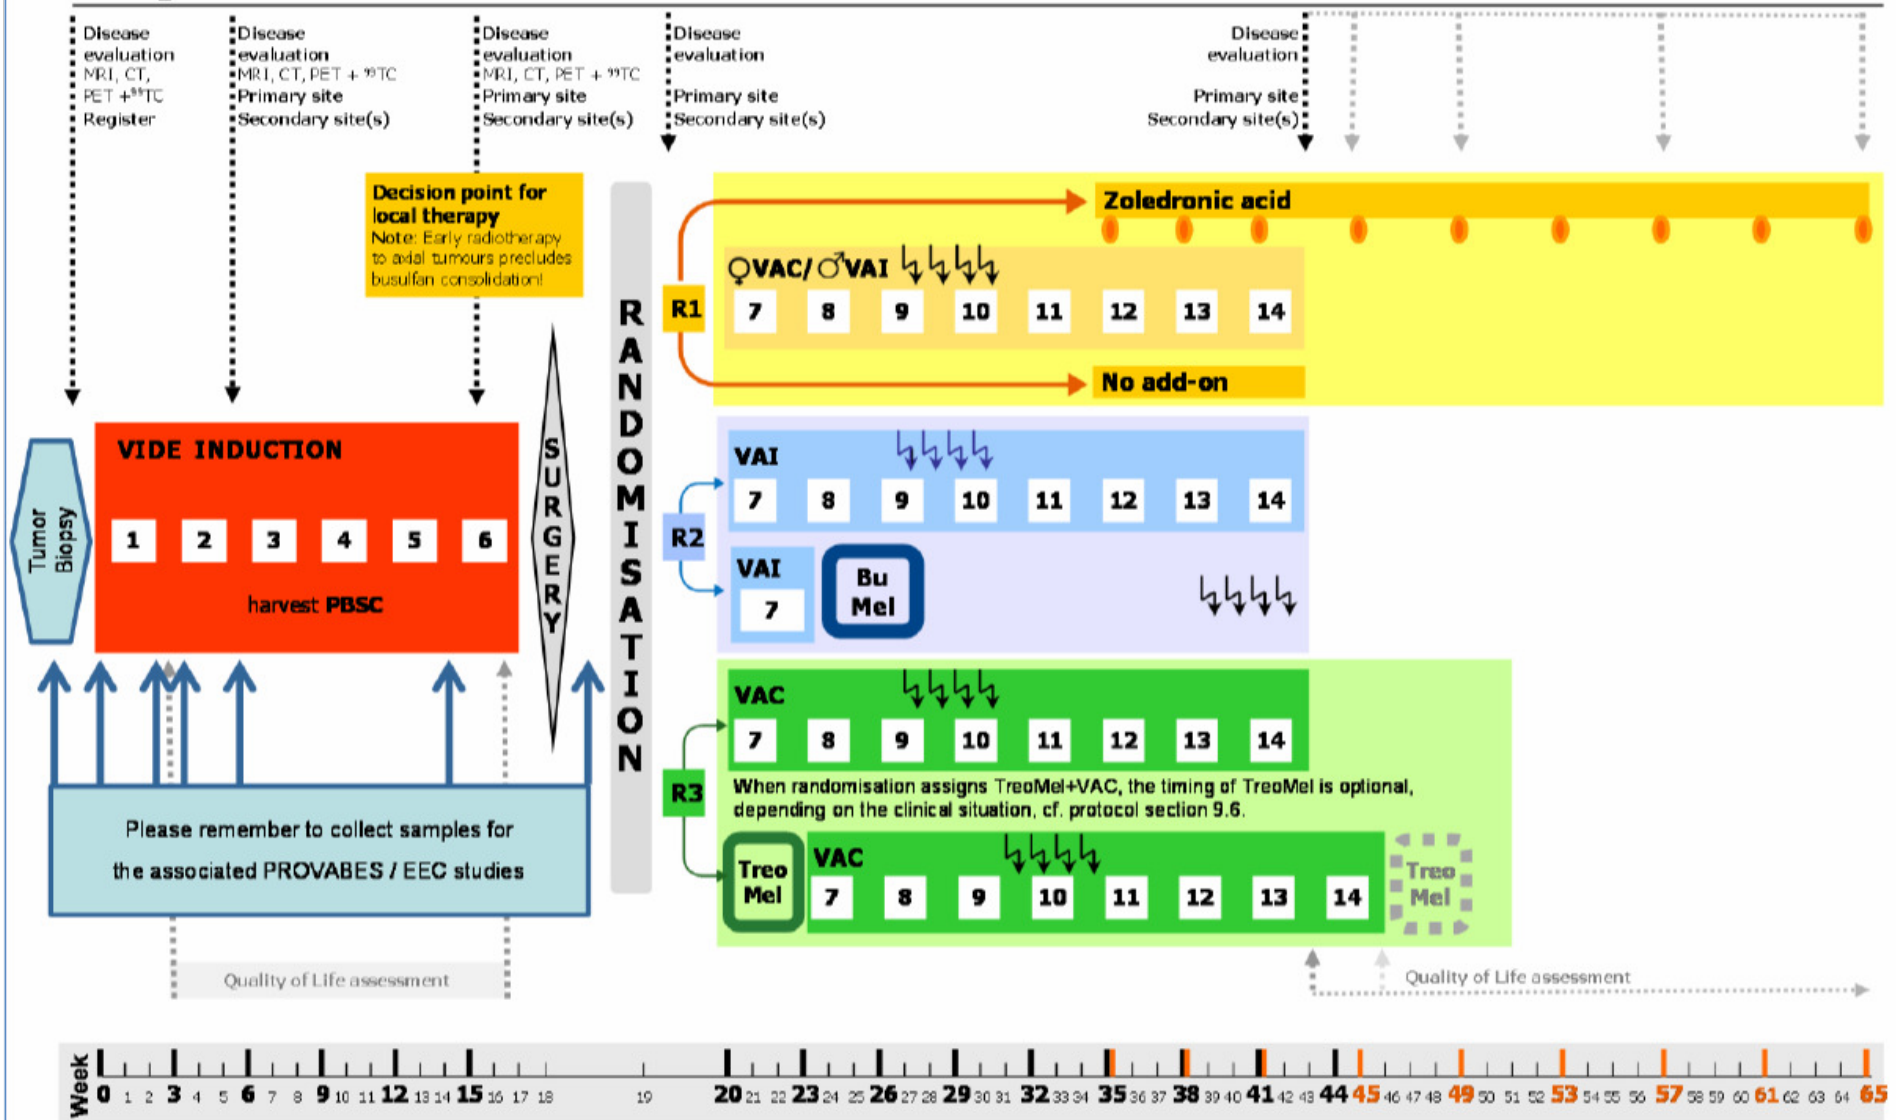 Disease
evaluation
MRI, CT,
PET +⁹⁹TC
Register
Disease
evaluation
MRI, CT, PET + ⁹⁹TC
Primary site
Secondary site(s)
Disease
evaluation
MRI, CT, PET + ⁹⁹TC
Primary site
Secondary site(s)
Disease
evaluation
Primary site
Secondary site(s)
Disease
evaluation
Primary site
Secondary site(s)
Decision point for
local therapy
Note: Early radiotherapy
to axial tumours precludes
busulfan consolidation!
Tumor
Biopsy
VIDE INDUCTION
1 2 3 4 5 6
harvest PBSC
SURGERY
RANDOMISATION
R1
Zoledronic acid
♀VAC/ ♂VAI
7 8 9 10 11 12 13 14
No add-on
R2
VAI
7 8 9 10 11 12 13 14
VAI
7
Bu
Mel
R3
VAC
7 8 9 10 11 12 13 14
When randomisation assigns TreoMel+VAC, the timing of TreoMel is optional,
depending on the clinical situation, cf. protocol section 9.6.
Treo
Mel
VAC
7 8 9 10 11 12 13 14
Treo
Mel
Please remember to collect samples for
the associated PROVABES / EEC studies
Quality of Life assessment
Quality of Life assessment
Week
0 1 2 3 4 5 6 7 8 9 10 11 12 13 14 15 16 17 18 19 20 21 22 23 24 25 26 27 28 29 30 31 32 33 34 35 36 37 38 39 40 41 42 43 44 45 46 47 48 49 50 51 52 53 54 55 56 57 58 59 60 61 62 63 64 65